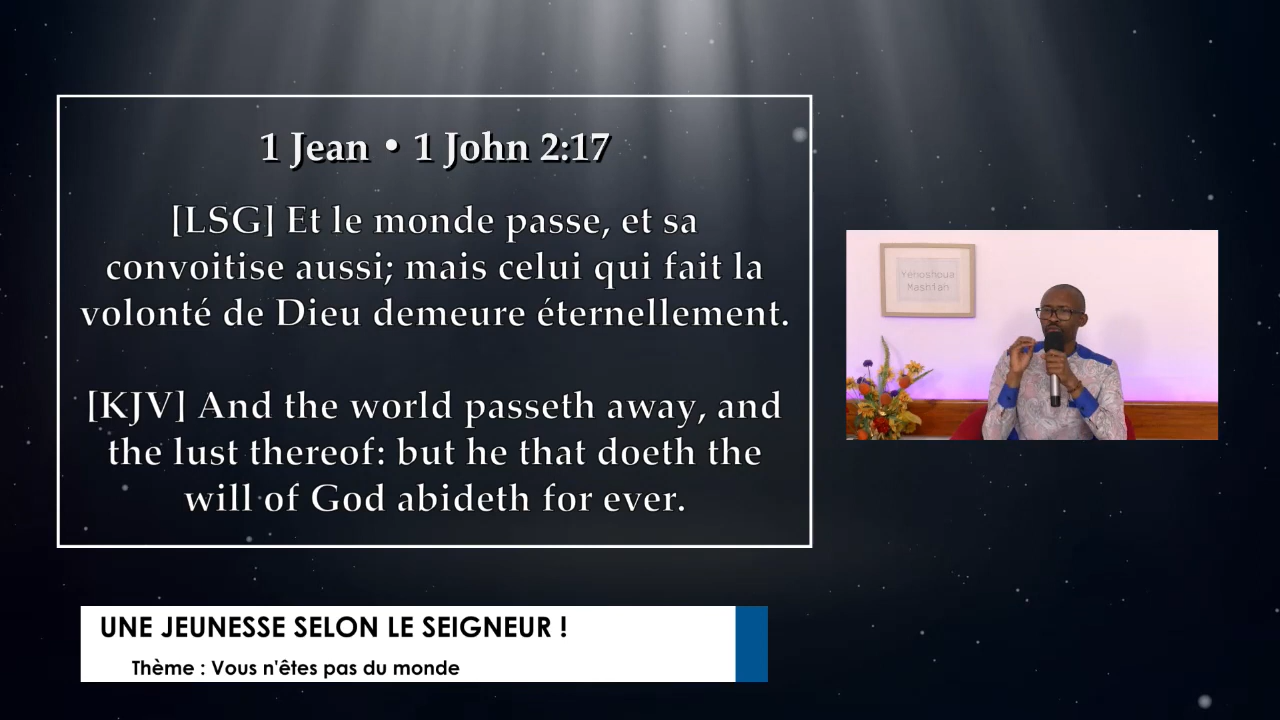 1 Jean • 1 John 2:17
[LSG] Et le monde passe, et sa
convoitise aussi; mais celui qui fait la
volonté de Dieu demeure éternellement.
[KJV] And the world passeth away, and
the lust thereof: but he that doeth the
will of God abideth for ever.
Yehoshoua
Mashiah
UNE JEUNESSE SELON LE SEIGNEUR !
Thème : Vous n'êtes pas du monde